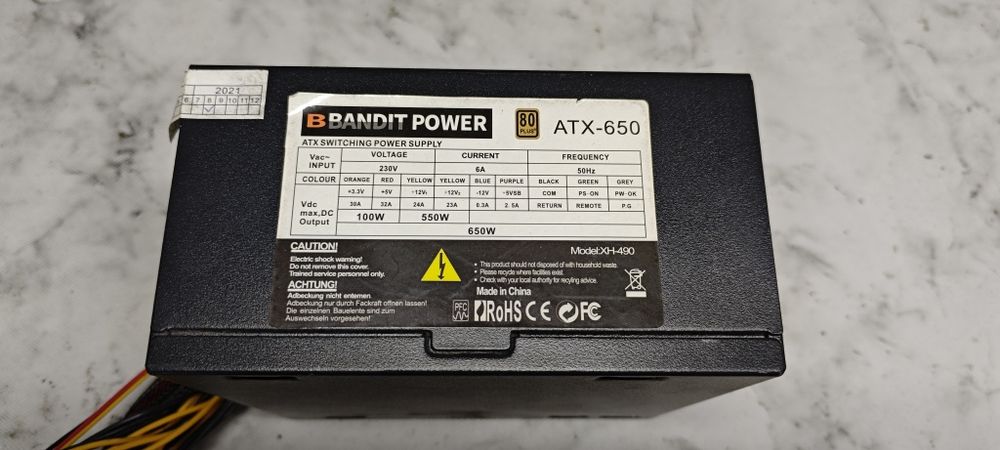 2021
6 7 8 9 10 11 12
BBANDIT POWER
80 PLUS
ATX-650
ATX SWITCHING POWER SUPPLY
Vac~ INPUT VOLTAGE CURRENT FREQUENCY
230V 6A 50Hz
COLOUR ORANGE RED YELLOW YELLOW BLUE PURPLE BLACK GREEN GREY
Vdc max,DC Output +3.3V +5V +12V1 +12V2 -12V +5VSB COM PS-ON PW-OK
30A 32A 24A 23A 0.3A 2.5A RETURN REMOTE P.G
100W 550W
650W
CAUTION!
Electric shock warning!
Do not remove this cover.
Trained service personnel only.
ACHTUNG!
Adbeckung nicht entemen.
Adbeckung nur durch Fackraft offnen lassen!
Die einzelnen Bauelente sind zum
Auswechseln vorgesehen!
Model:XH-490
• This product should not disposed of with household waste.
• Please recycle where facilities exist.
• Check with your local authority for recyling advice.
Made in China
PFC RoHS CE FC